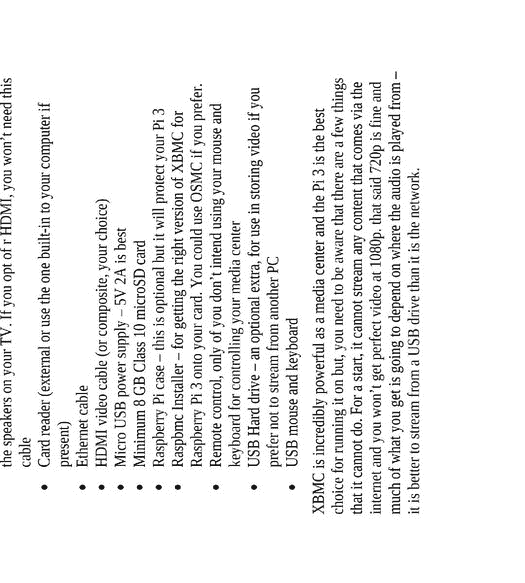 the speakers on your TV. If you opt of r HDMI, you won't need this
cable
• Card reader (external or use the one built-in to your computer if
present)
• Ethernet cable
• HDMI video cable (or composite, your choice)
• Micro USB power supply – 5V 2A is best
• Minimum 8 GB Class 10 microSD card
• Raspberry Pi case – this is optional but it will protect your Pi 3
• Raspbmc Installer – for getting the right version of XBMC for
Raspberry Pi 3 onto your card. You could use OSMC if you prefer.
• Remote control, only of you don't intend using your mouse and
keyboard for controlling your media center
• USB Hard drive – an optional extra, for use in storing video if you
prefer not to stream from another PC
• USB mouse and keyboard
XBMC is incredibly powerful as a media center and the Pi 3 is the best
choice for running it on but, you need to be aware that there are a few things
that it cannot do. For a start, it cannot stream any content that comes via the
internet and you won't get perfect video at 1080p. that said 720p is fine and
much of what you get is going to depend on where the audio is played from –
it is better to stream from a USB drive than it is the network.